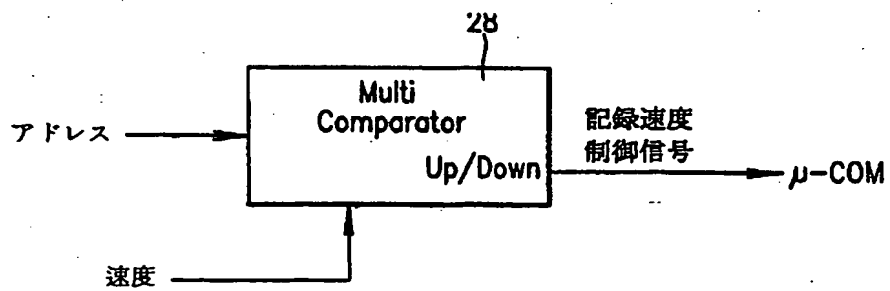 28
Multi
Comparator
アドレス
Up/Down
記録速度
制御信号
μ-COM
速度